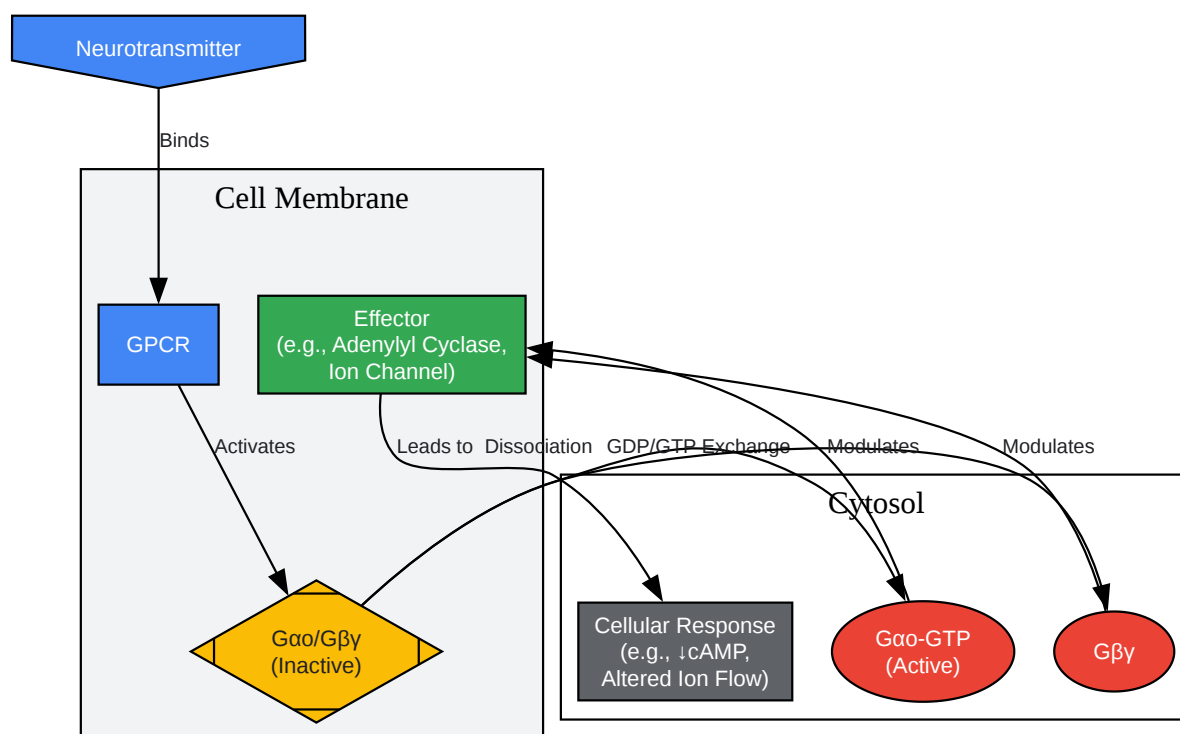 Neurotransmitter
Binds
Cell Membrane
GPCR
Effector
(e.g., Adenylyl Cyclase,
Ion Channel)
Activates
Leads to
Dissociation
GDP/GTP Exchange
Modulates
Modulates
Cytosol
Gαo/Gβγ
(Inactive)
Cellular Response
(e.g., ↓cAMP,
Altered Ion Flow)
Gαo-GTP
(Active)
Gβγ